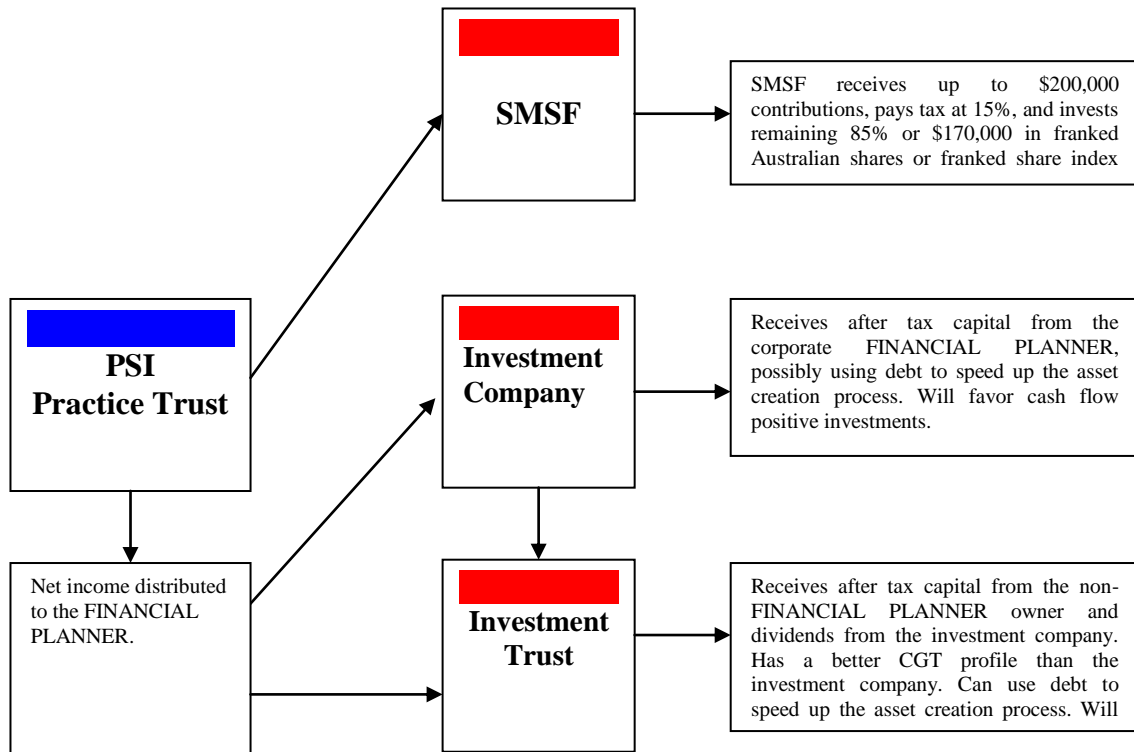 SMSF
SMSF receives up to $200,000
contributions, pays tax at 15%, and invests
remaining 85% or $170,000 in franked
Australian shares or franked share index
PSI
Practice Trust
Investment
Company
Receives after tax capital from the
corporate FINANCIAL PLANNER,
possibly using debt to speed up the asset
creation process. Will favor cash flow
positive investments.
Net income distributed
to the FINANCIAL
PLANNER.
Investment
Trust
Receives after tax capital from the non-
FINANCIAL PLANNER owner and
dividends from the investment company.
Has a better CGT profile than the
investment company. Can use debt to
speed up the asset creation process. Will